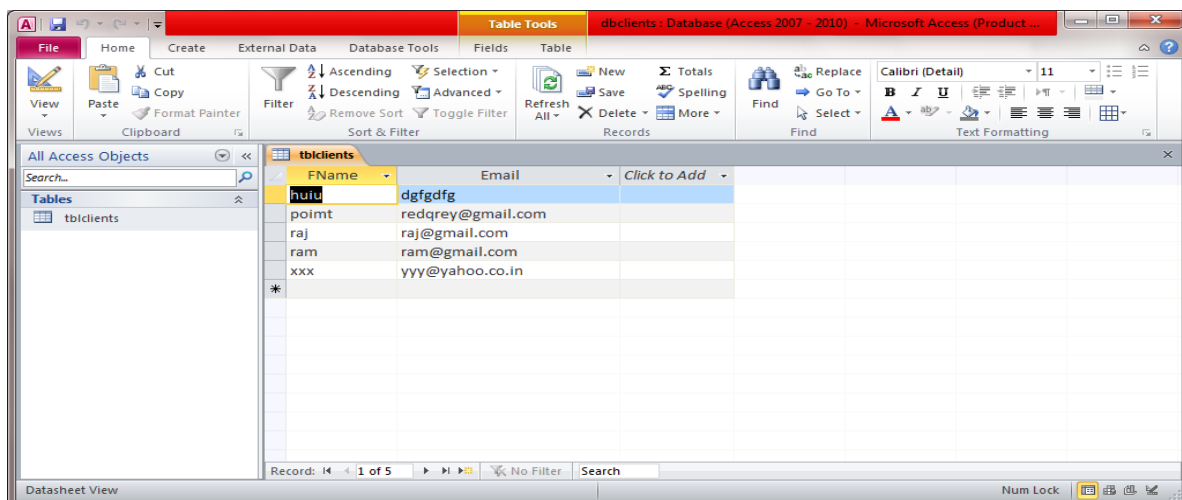 Table Tools dbclients : Database (Access 2007 - 2010) - Microsoft Access (Product ...
File Home Create External Data Database Tools Fields Table
View
Views
Paste
Cut
Copy
Format Painter
Clipboard
Filter
Ascending
Descending
Remove Sort
Selection
Advanced
Toggle Filter
Sort & Filter
Refresh
All
New
Save
Delete
Totals
Spelling
More
Records
Find
Replace
Go To
Select
Find
Calibri (Detail) 11
B I U
Text Formatting
All Access Objects
Search...
Tables
tblclients
tblclients
FName Email Click to Add
huiu dgfgdfg
poimt redqrey@gmail.com
raj raj@gmail.com
ram ram@gmail.com
xxx yyy@yahoo.co.in
Record: 1 of 5 No Filter Search
Datasheet View Num Lock